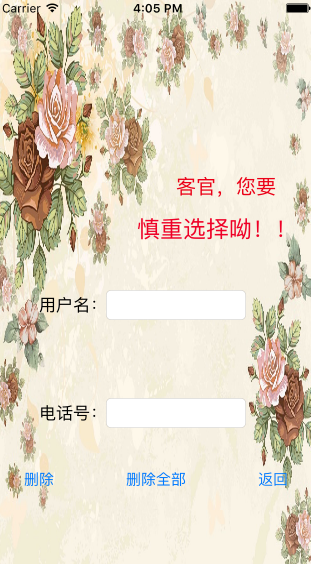 Carrier 4:05 PM
客官，您要
慎重选择呦！！
用户名：
电话号：
删除 删除全部 返回